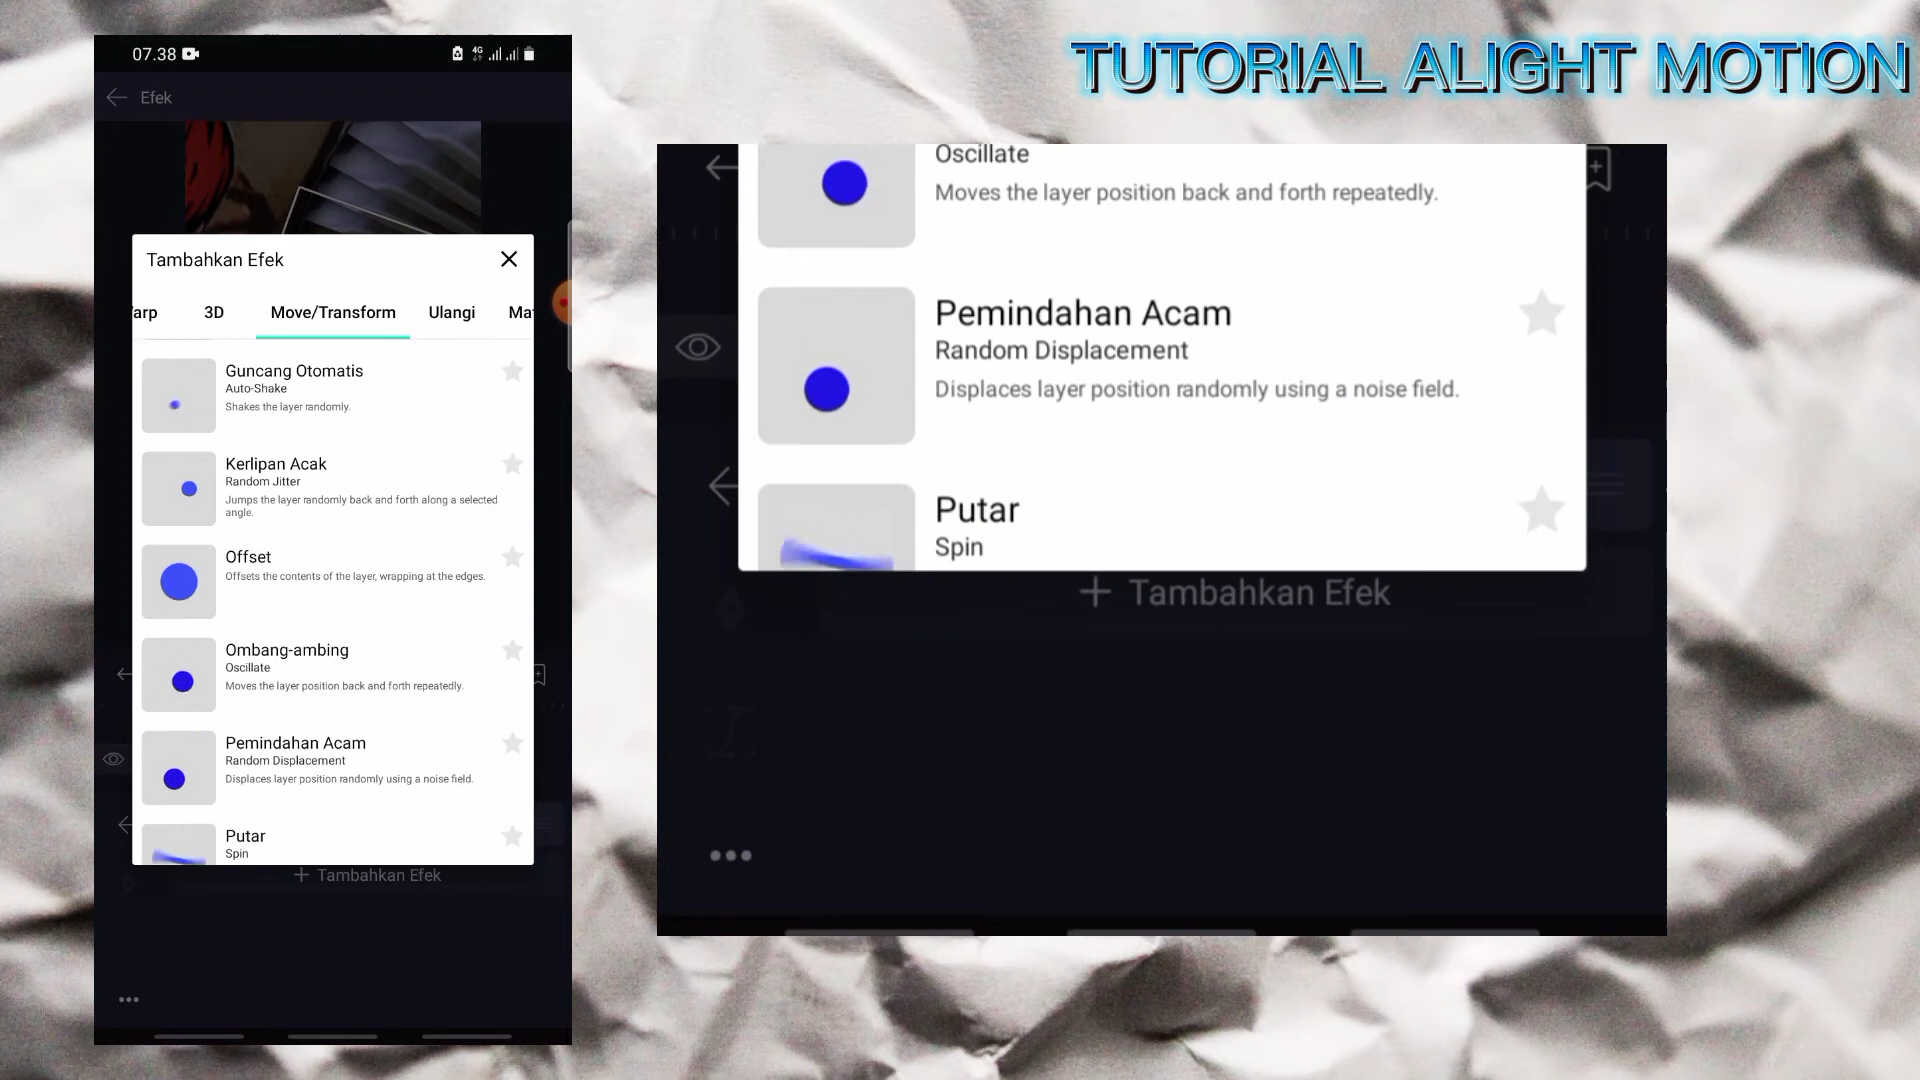 TUTORIAL ALIGHT MOTION
07.38
4G
Efek
Tambahkan Efek
arp
3D
Move/Transform
Ulangi
Mat
Guncang Otomatis
Auto-Shake
Shakes the layer randomly.
Kerlipan Acak
Random Jitter
Jumps the layer randomly back and forth along a selected
angle.
Offset
Offsets the contents of the layer, wrapping at the edges.
Ombang-ambing
Oscillate
Moves the layer position back and forth repeatedly.
Pemindahan Acam
Random Displacement
Displaces layer position randomly using a noise field.
Putar
Spin
+ Tambahkan Efek
Oscillate
Moves the layer position back and forth repeatedly.
Pemindahan Acam
Random Displacement
Displaces layer position randomly using a noise field.
Putar
Spin
+ Tambahkan Efek